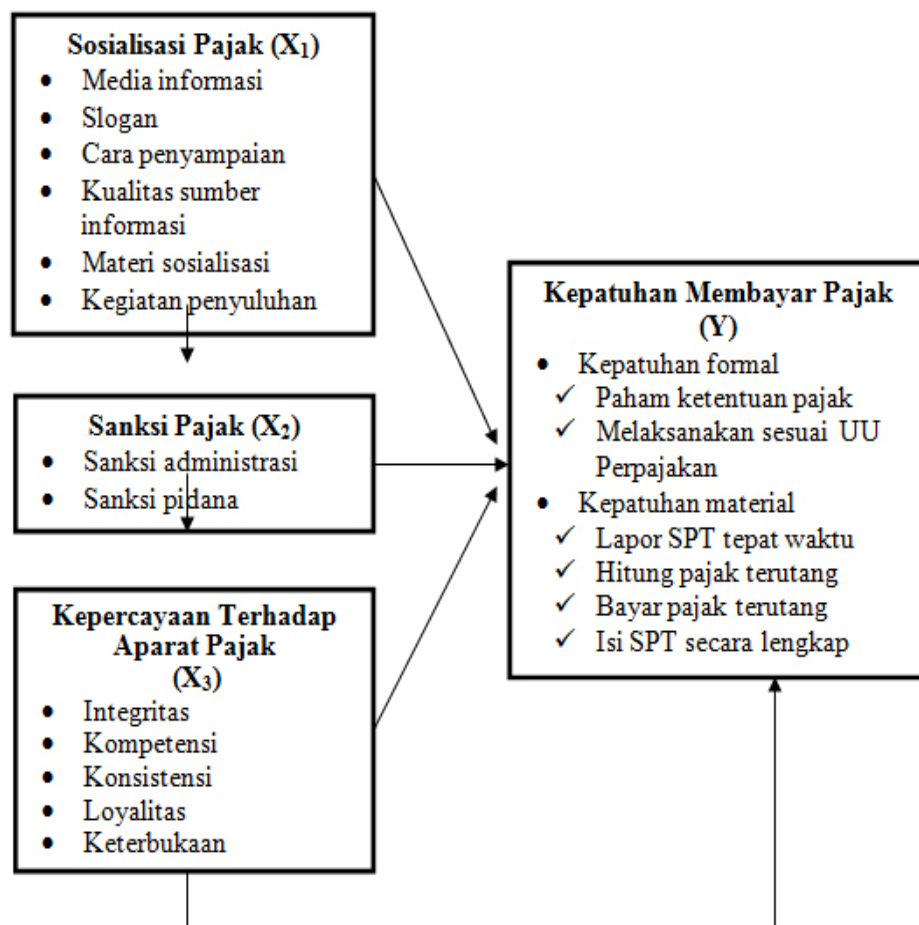 Sosialisasi Pajak (X₁)
• Media informasi
• Slogan
• Cara penyampaian
• Kualitas sumber
informasi
• Materi sosialisasi
• Kegiatan penyuluhan
Sanksi Pajak (X₂)
• Sanksi administrasi
• Sanksi pidana
Kepercayaan Terhadap
Aparat Pajak
(X₃)
• Integritas
• Kompetensi
• Konsistensi
• Loyalitas
• Keterbukaan
Kepatuhan Membayar Pajak
(Y)
• Kepatuhan formal
✓ Paham ketentuan pajak
✓ Melaksanakan sesuai UU
Perpajakan
• Kepatuhan material
✓ Lapor SPT tepat waktu
✓ Hitung pajak terutang
✓ Bayar pajak terutang
✓ Isi SPT secara lengkap